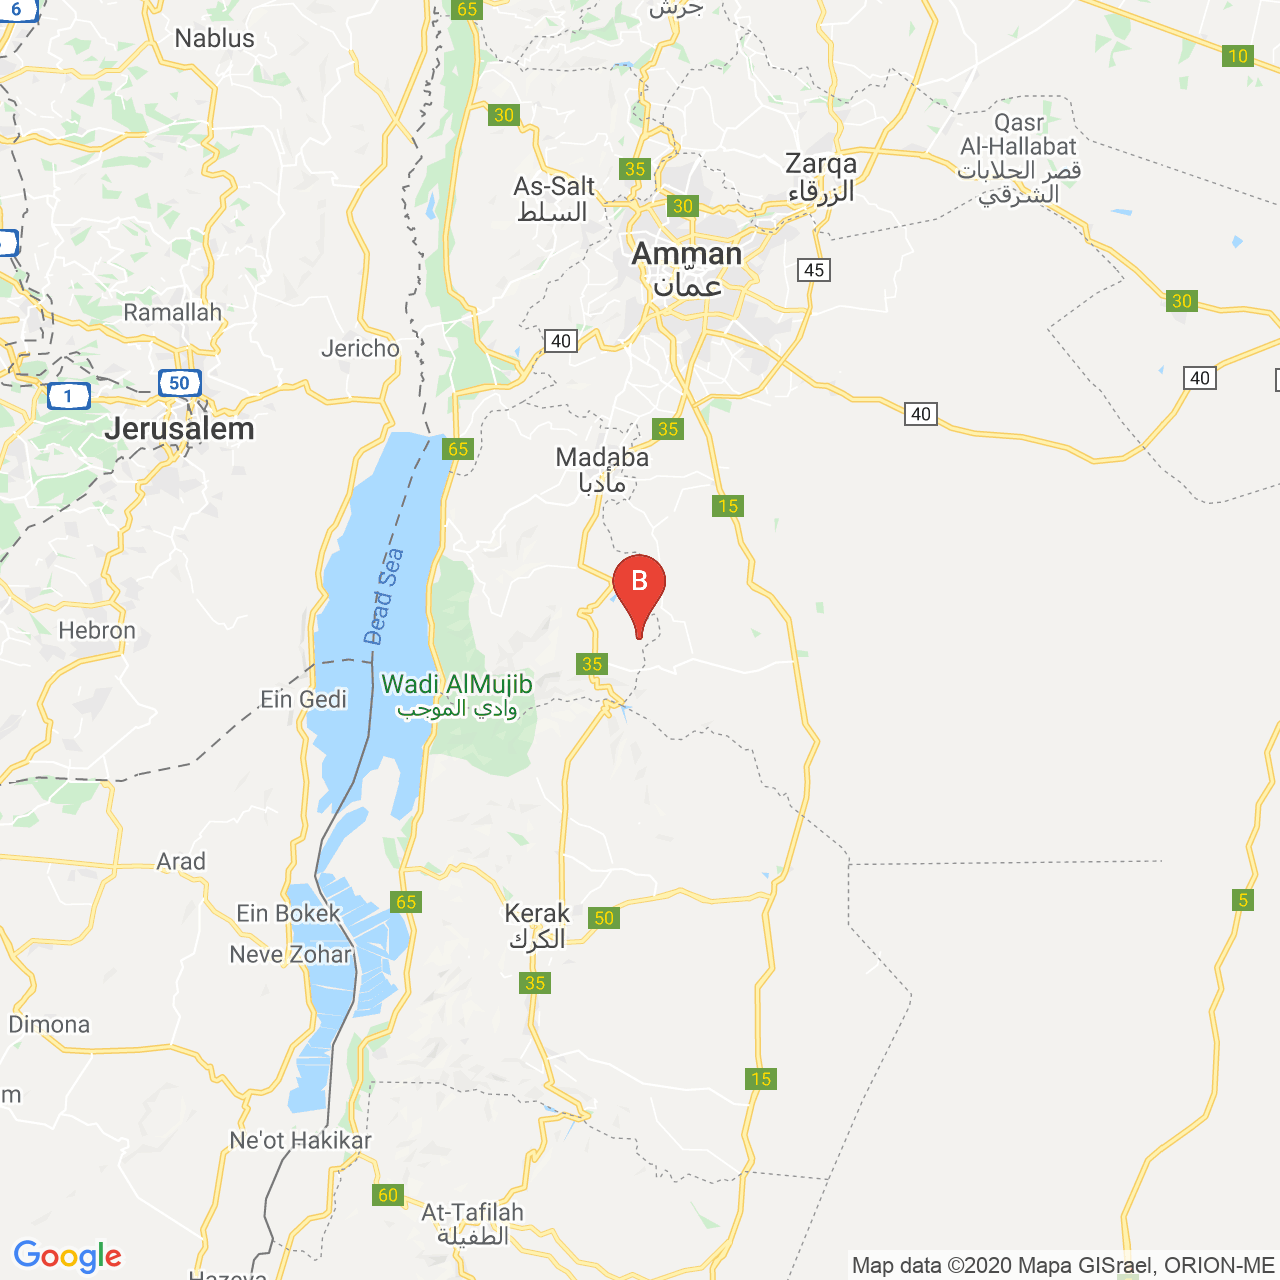 6
65
جرش
Nablus
10
30
Qasr
Al-Hallabat
قصر الحلابات
الشرقي
35
Zarqa
الزرقاء
As-Salt
السلط
30
Amman
عمّان
45
30
Ramallah
40
Jericho
50
1
40
40
Jerusalem
35
65
Madaba
مأدبا
15
Dead Sea
B
Hebron
35
Wadi AlMujib
وادي الموجب
Ein Gedi
Arad
65
Ein Bokek
Kerak
الكرك
50
5
Neve Zohar
35
Dimona
15
m
Ne'ot Hakikar
60
At-Tafilah
الطفيلة
Google
Hazeva
Map data ©2020 Mapa GISrael, ORION-ME